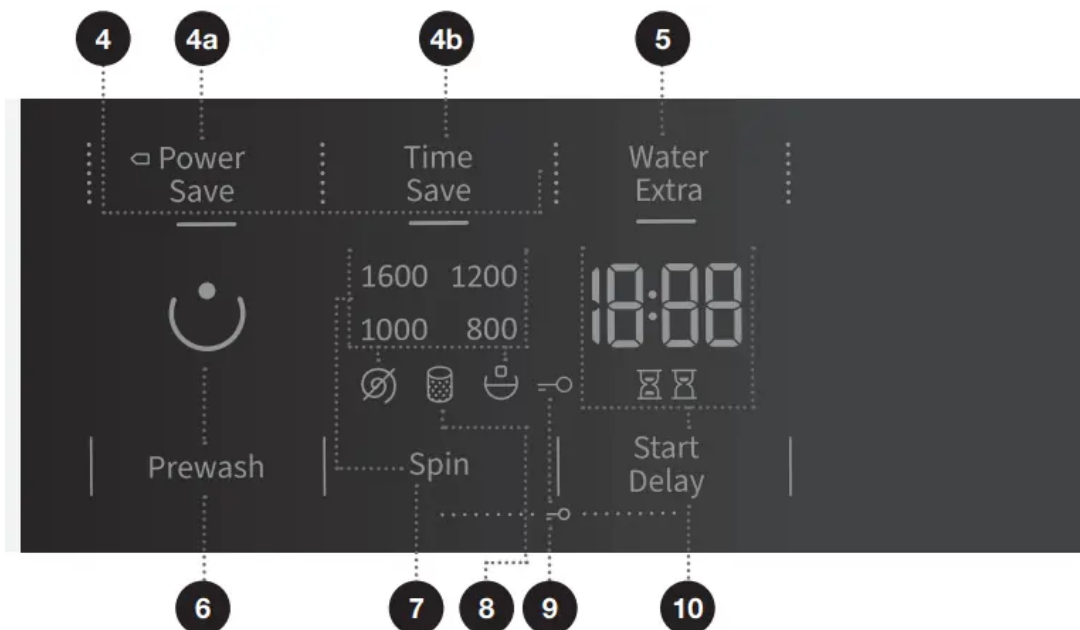 4 4a 4b 5
Power Time Water
Save Save Extra
1600 1200 18:88
1000 800
Start
Prewash Spin Delay
6 7 8 9 10